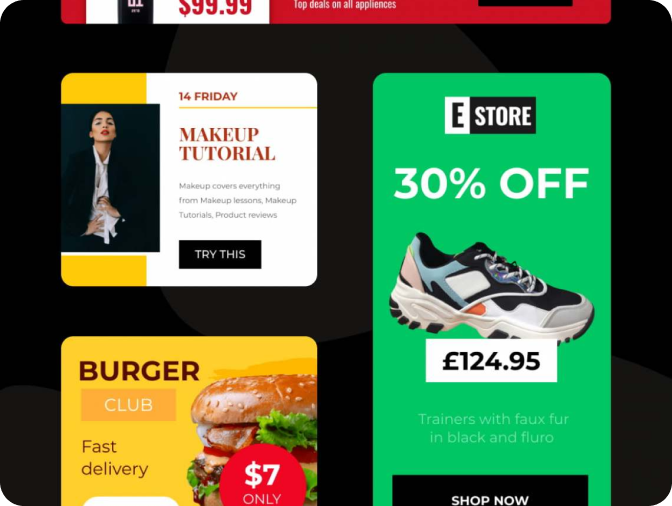 $99.99
Top deals on all appliances
14 FRIDAY
MAKEUP
TUTORIAL
Makeup covers everything
from Makeup lessons, Makeup
Tutorials, Product reviews
TRY THIS
E STORE
30% OFF
£124.95
Trainers with faux fur
in black and fluro
SHOP NOW
BURGER
CLUB
Fast
delivery
$7
ONLY